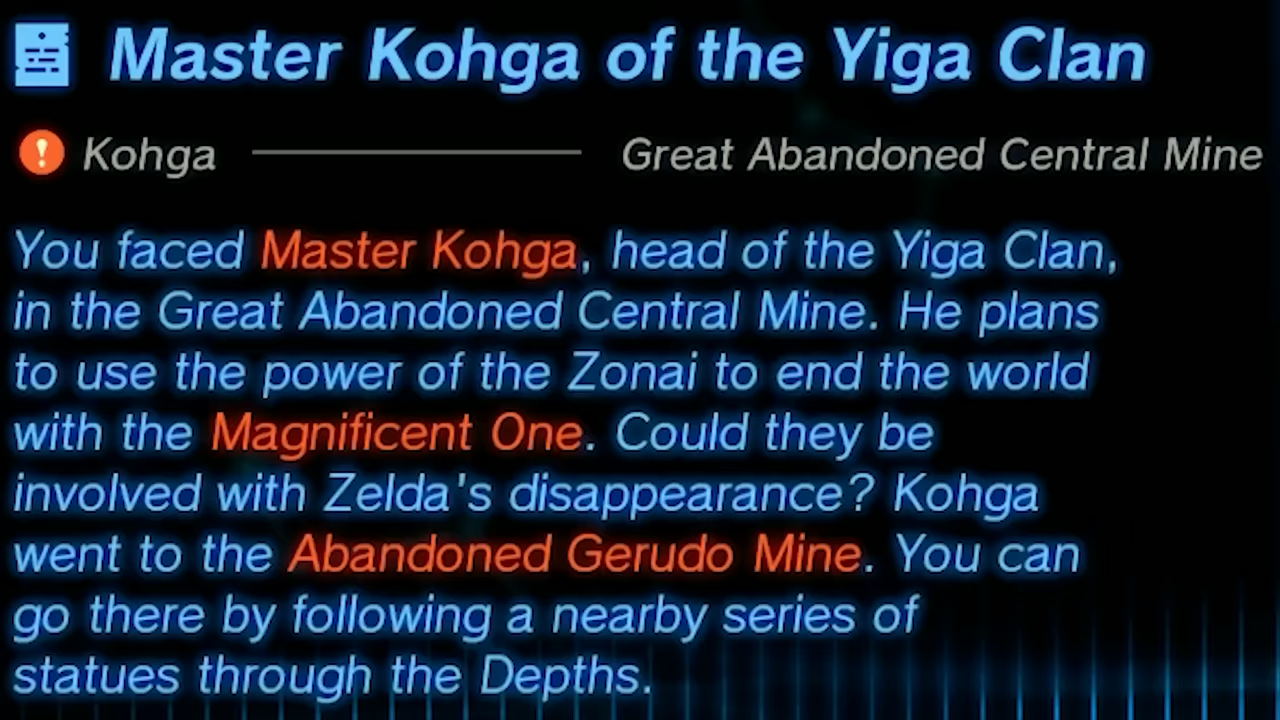 Master Kohga of the Yiga Clan
! Kohga Great Abandoned Central Mine
You faced Master Kohga, head of the Yiga Clan,
in the Great Abandoned Central Mine. He plans
to use the power of the Zonai to end the world
with the Magnificent One. Could they be
involved with Zelda's disappearance? Kohga
went to the Abandoned Gerudo Mine. You can
go there by following a nearby series of
statues through the Depths.